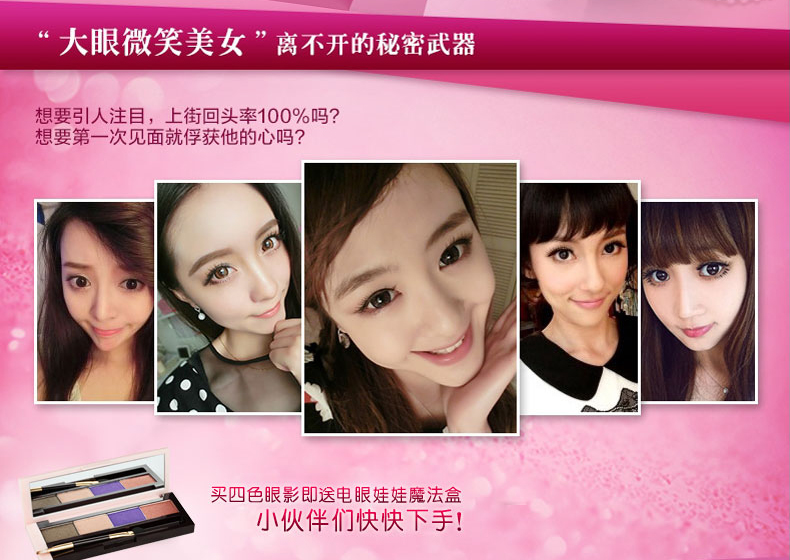 “大眼微笑美女”离不开的秘密武器
想要引人注目，上街回头率100%吗？
想要第一次见面就俘获他的心吗？
买四色眼影即送电眼娃娃魔法盒
小伙伴们快快下手！